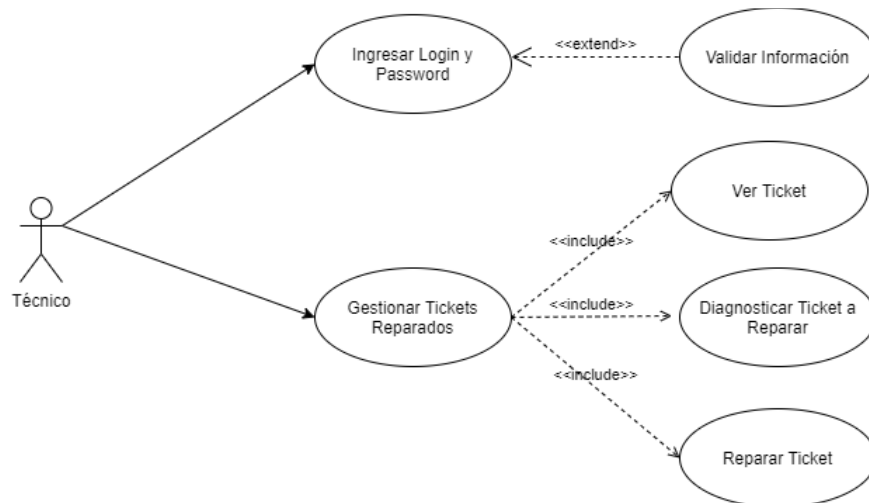 Ingresar Login y
Password
<<extend>>
Validar Información
Ver Ticket
<<include>>
Técnico
Gestionar Tickets
Reparados
<<include>>
Diagnosticar Ticket a
Reparar
<<include>>
Reparar Ticket